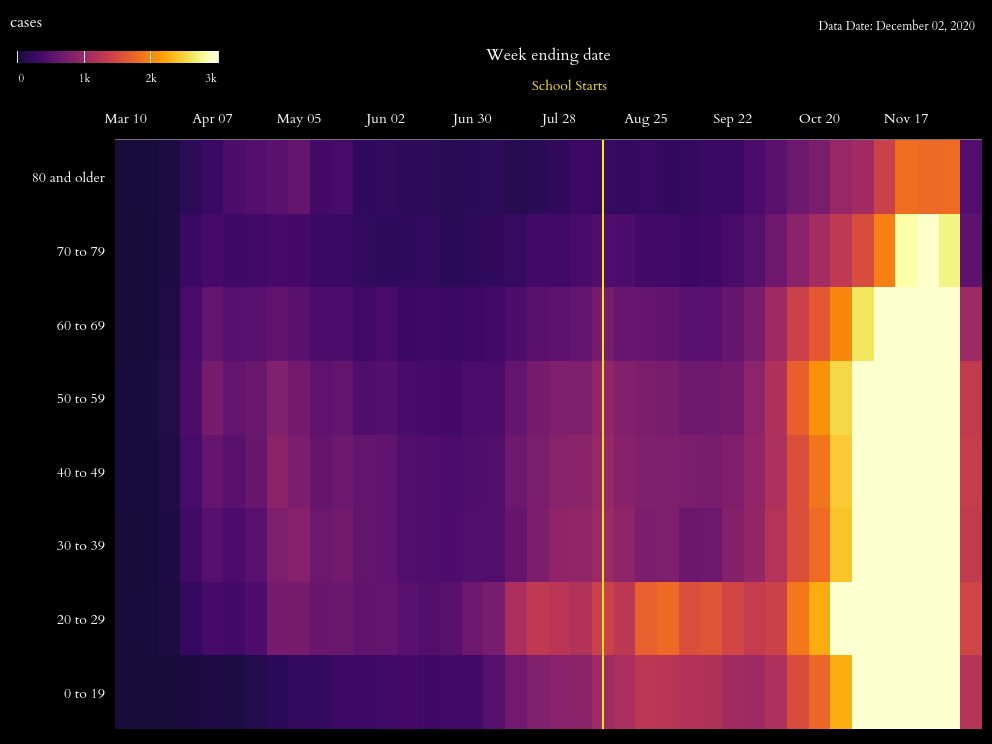 cases
Data Date: December 02, 2020
0 1k 2k 3k
Week ending date
School Starts
Mar 10 Apr 07 May 05 Jun 02 Jun 30 Jul 28 Aug 25 Sep 22 Oct 20 Nov 17
80 and older
70 to 79
60 to 69
50 to 59
40 to 49
30 to 39
20 to 29
0 to 19